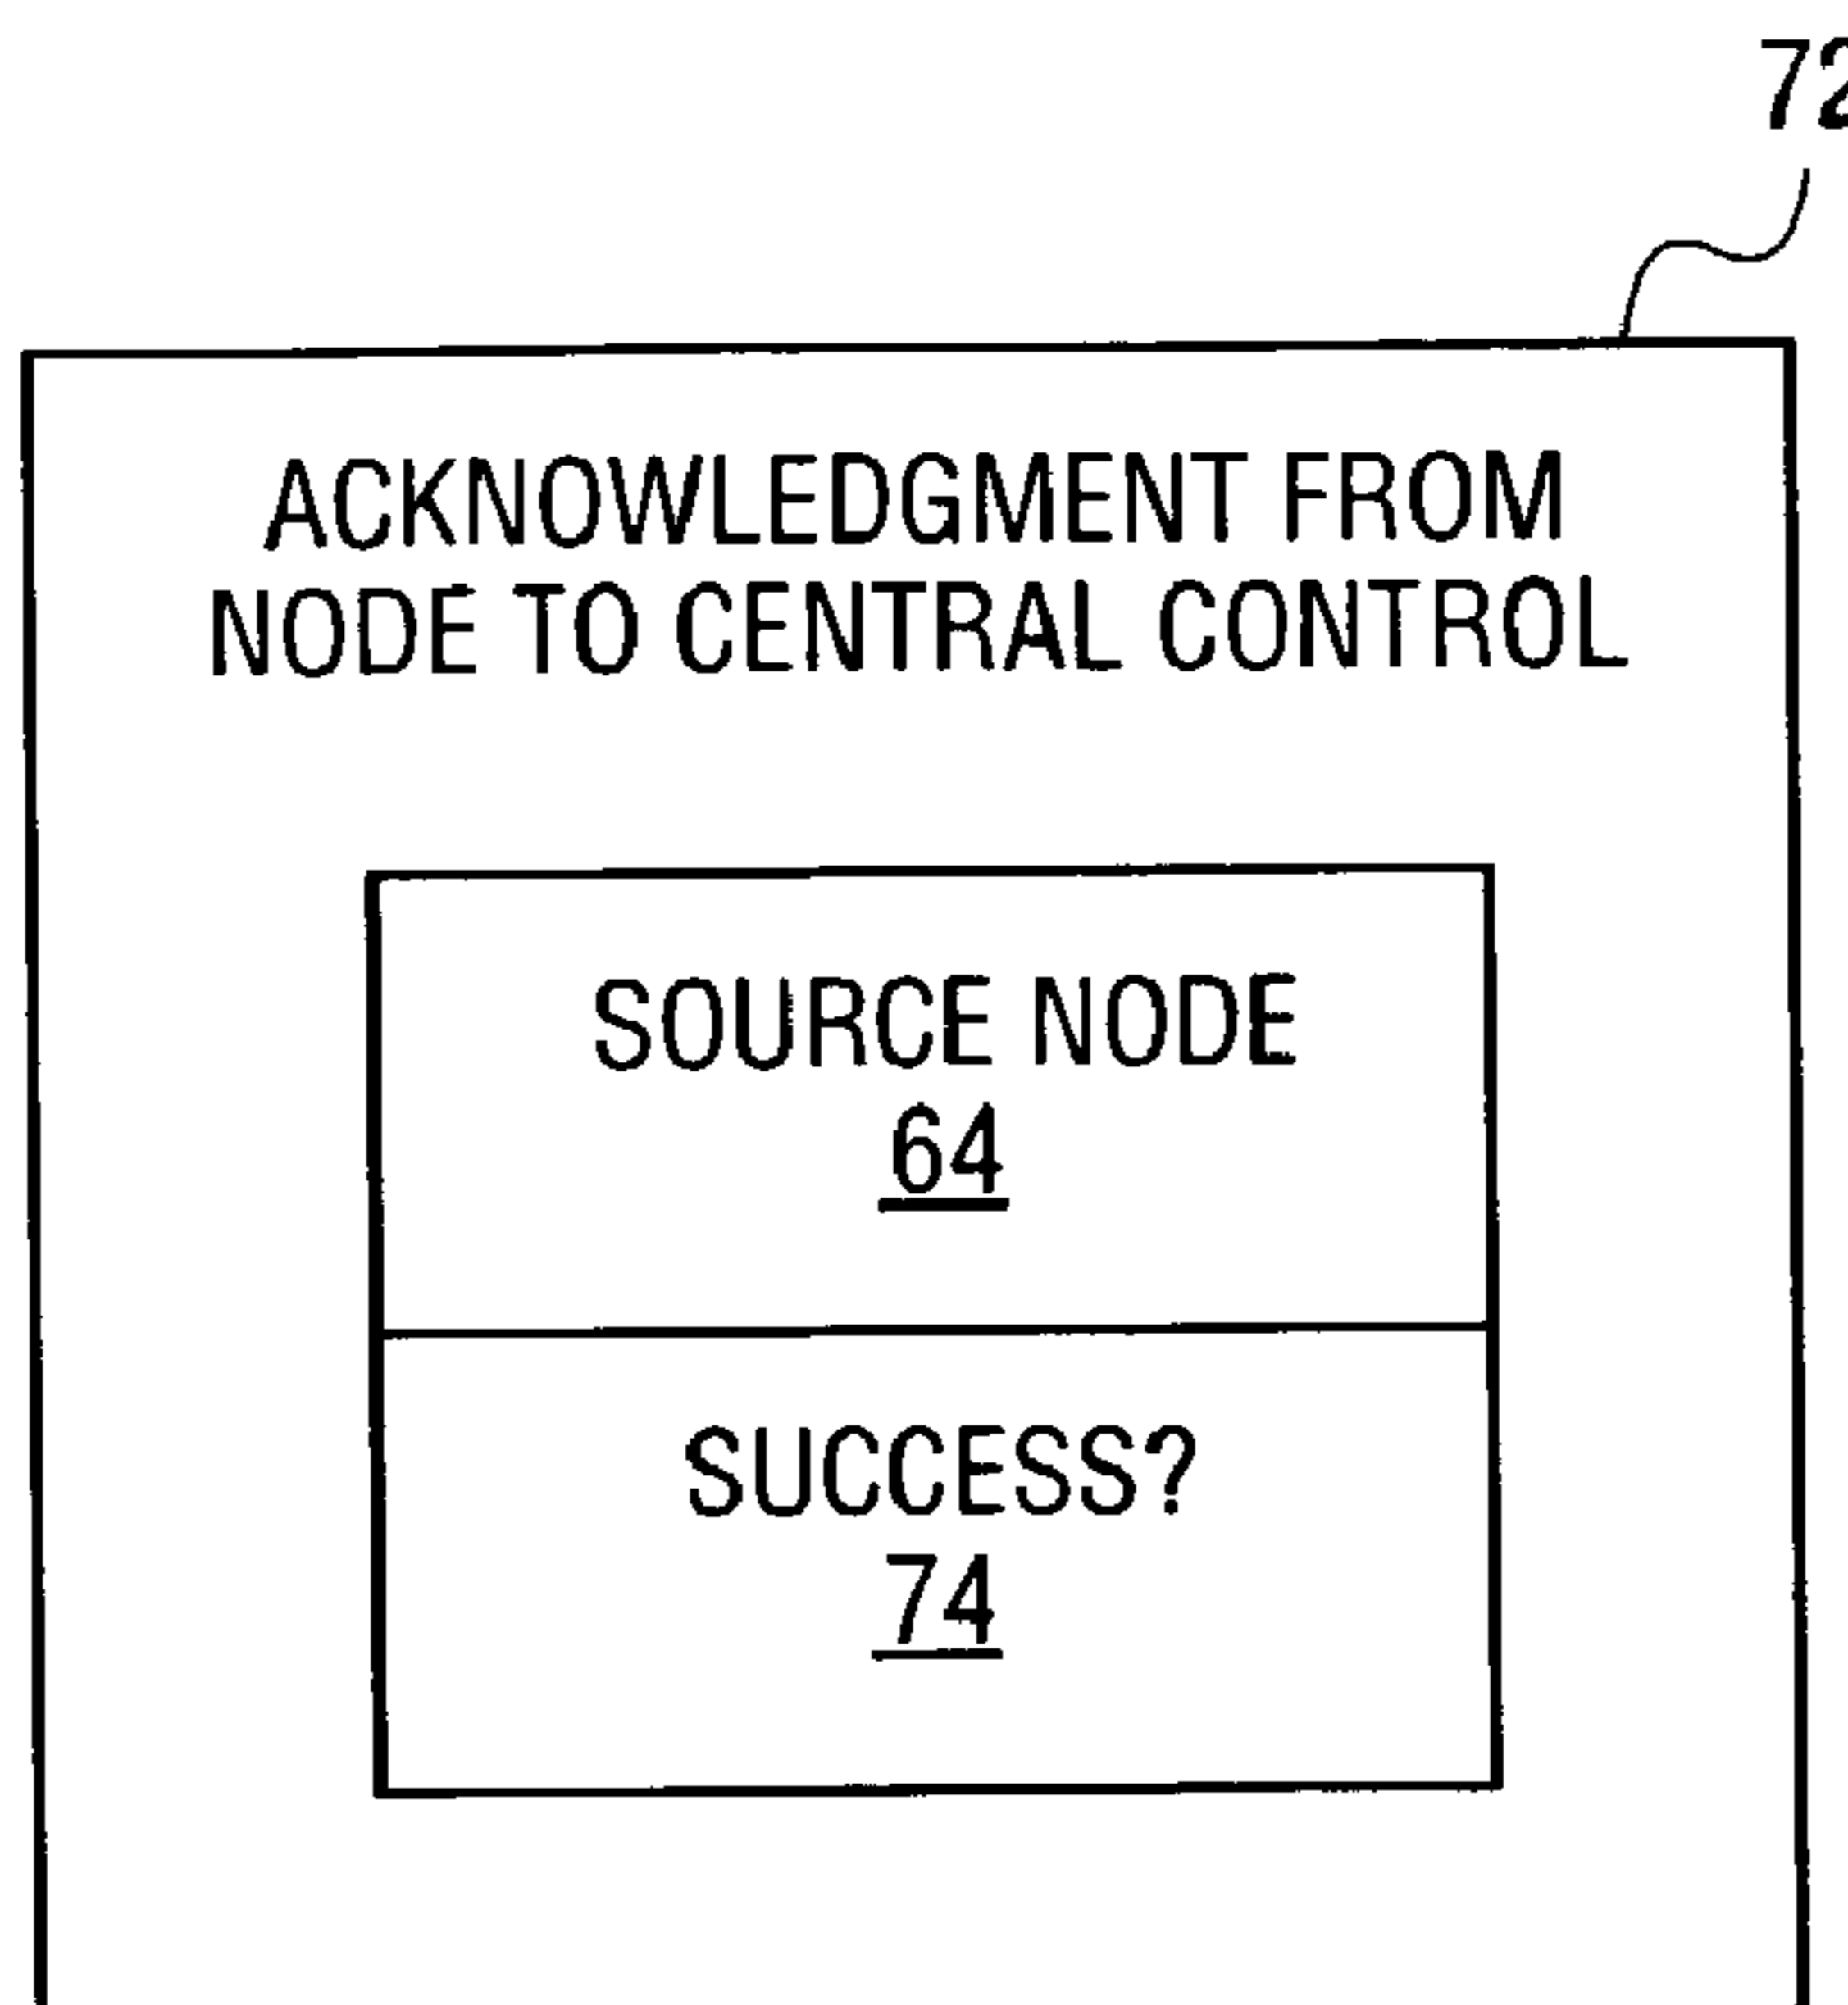 72
ACKNOWLEDGMENT FROM
NODE TO CENTRAL CONTROL
SOURCE NODE
64
SUCCESS?
74